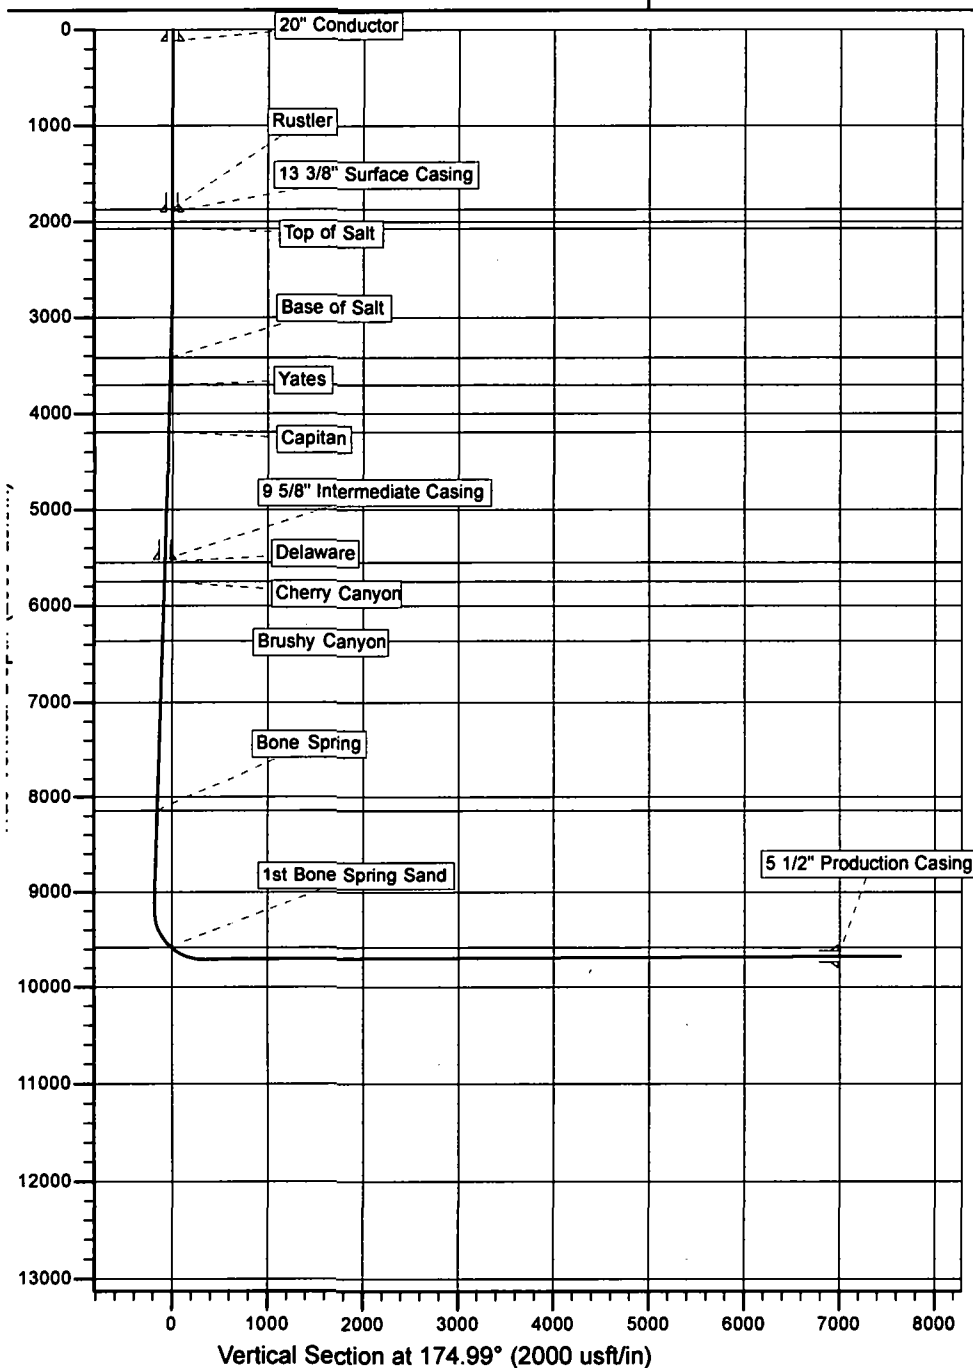 0
20" Conductor
1000
Rustler
13 3/8" Surface Casing
2000
Top of Salt
Base of Salt
3000
Yates
4000
Capitan
9 5/8" Intermediate Casing
5000
Delaware
Cherry Canyon
6000
Brushy Canyon
7000
Bone Spring
8000
5 1/2" Production Casing
1st Bone Spring Sand
9000
10000
11000
12000
13000
0 1000 2000 3000 4000 5000 6000 7000 8000
Vertical Section at 174.99° (2000 usft/in)